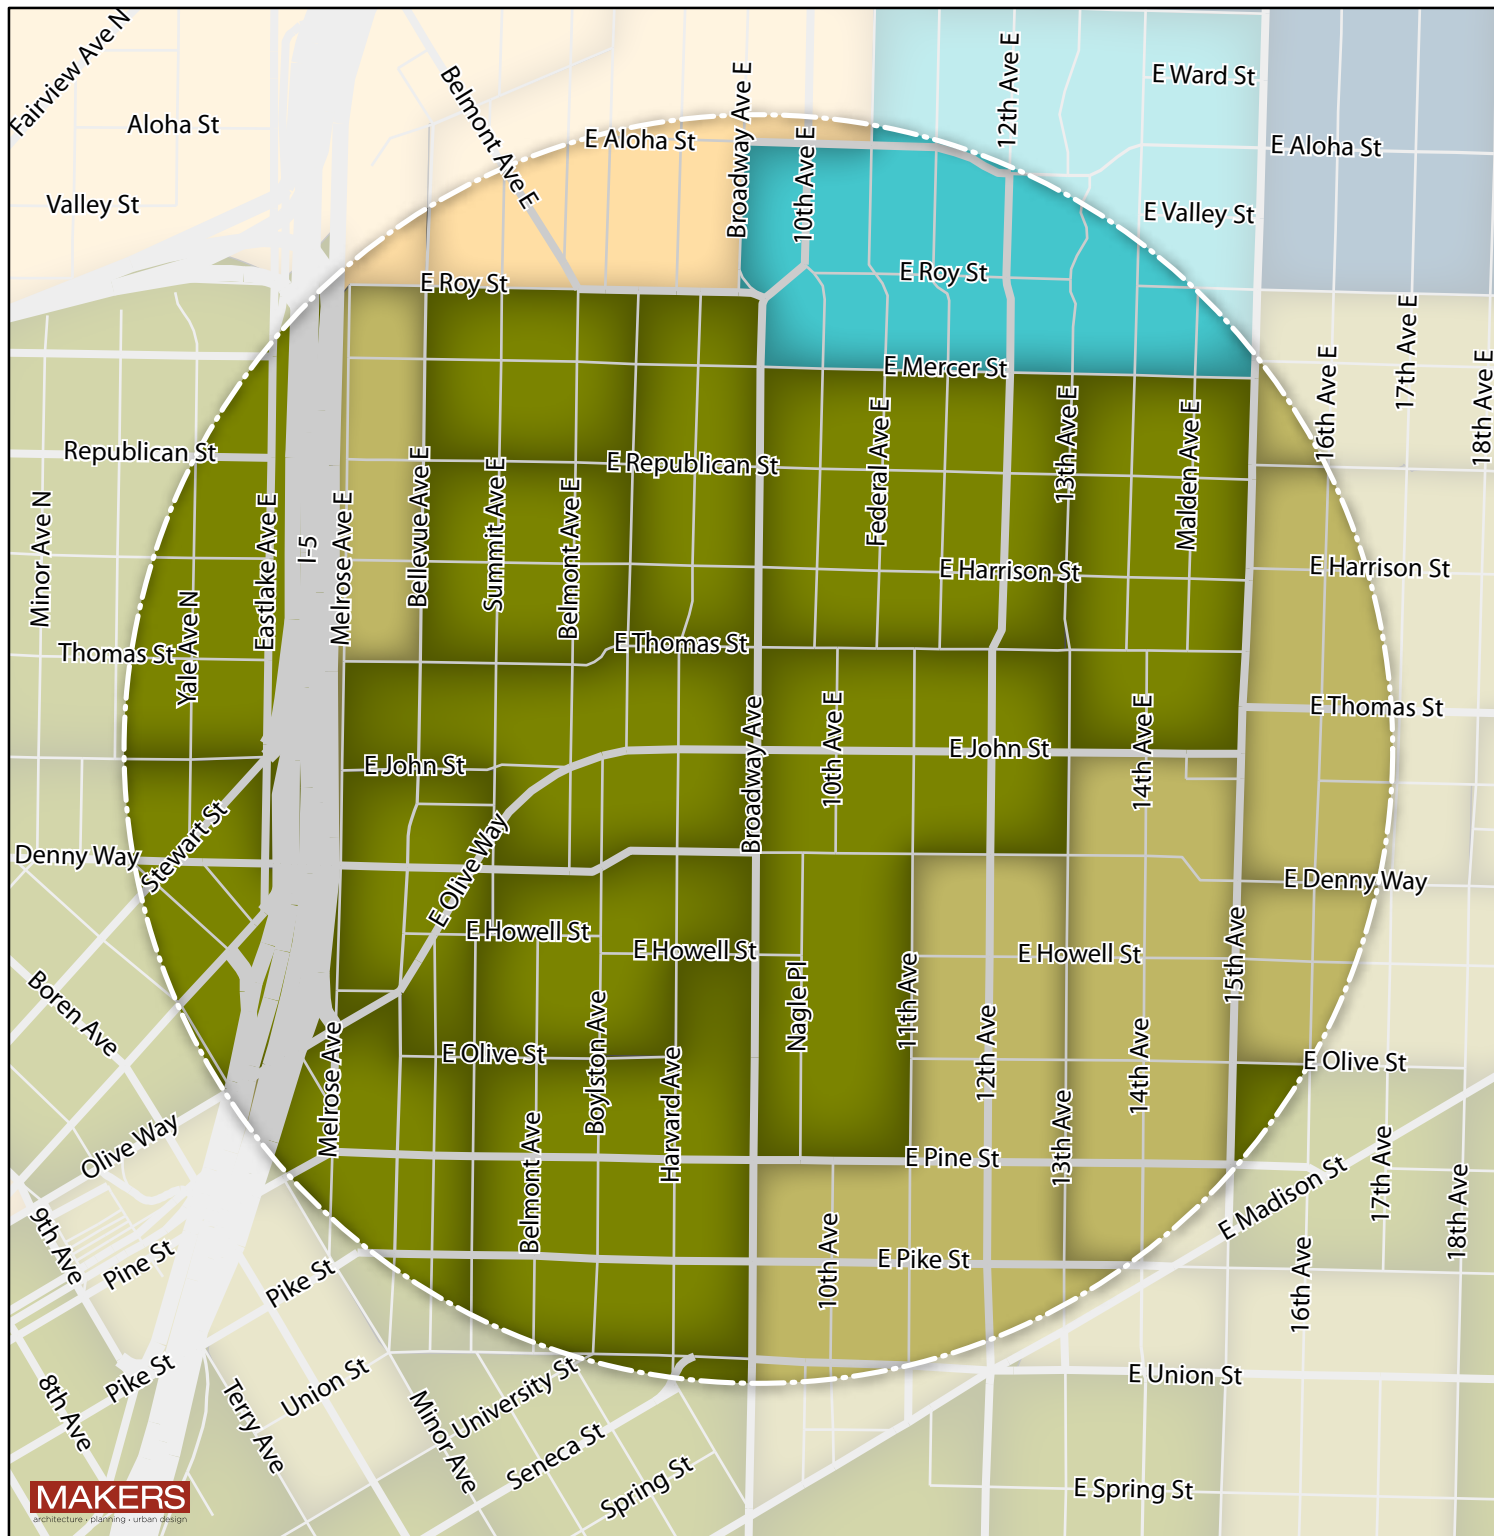 Fairview Ave N
Aloha St
Valley St
Belmont Ave E
E Aloha St
Broadway Ave E
10th Ave E
12th Ave E
E Ward St
E Aloha St
E Valley St
E Roy St
E Roy St
E Mercer St
16th Ave E
17th Ave E
18th Ave E
Republican St
E Republican St
Federal Ave E
13th Ave E
Malden Ave E
Minor Ave N
Yale Ave N
Eastlake Ave E
I-5
Melrose Ave E
Bellevue Ave E
Summit Ave E
Belmont Ave E
E Harrison St
E Harrison St
Thomas St
E Thomas St
E Thomas St
Broadway Ave
10th Ave E
14th Ave E
E John St
E John St
Stewart St
Denny Way
E Olive Way
E Denny Way
E Howell St
E Howell St
E Howell St
15th Ave
Boren Ave
Nagle Pl
11th Ave
12th Ave
14th Ave
Melrose Ave
E Olive St
Boylston Ave
Harvard Ave
E Olive St
Olive Way
Belmont Ave
E Pine St
13th Ave
E Madison St
17th Ave
18th Ave
9th Ave
Pine St
Pike St
10th Ave
E Pike St
16th Ave
8th Ave
Pike St
Terry Ave
Union St
Minor Ave
University St
E Union St
Seneca St
Spring St
E Spring St
MAKERS
architecture • planning • urban design